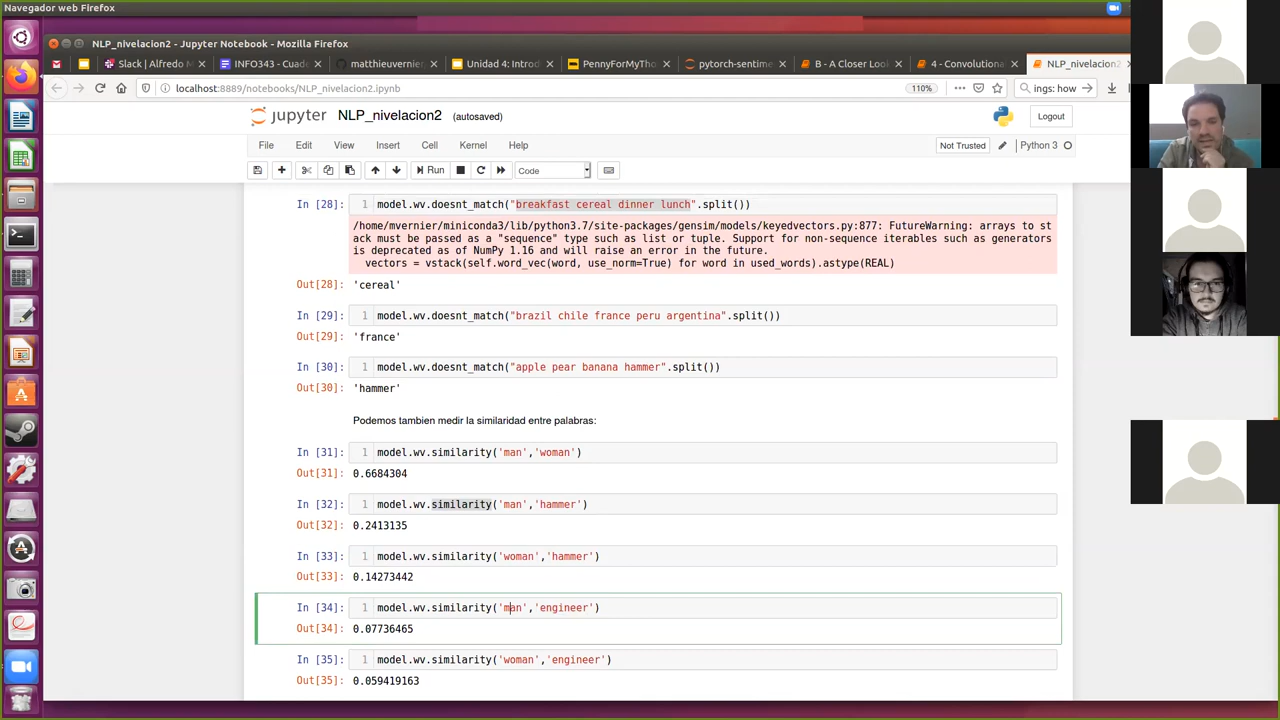 Navegador web Firefox
NLP_nivelacion2 - Jupyter Notebook - Mozilla Firefox
Slack | Alfredo M
INFO343 - Cuade
matthieuvernier
Unidad 4: Introd
PennyForMyTho
pytorch-sentime
B - A Closer Look
4 - Convolutiona
NLP_nivelacion2
localhost:8889/notebooks/NLP_nivelacion2.ipynb
110%
ings: how
jupyter NLP_nivelacion2 (autosaved)
Logout
File Edit View Insert Cell Kernel Help
Not Trusted
Python 3
Run
Code
In [28]: 1 model.wv.doesnt_match("breakfast cereal dinner lunch".split())
/home/mvernier/miniconda3/lib/python3.7/site-packages/gensim/models/keyedvectors.py:877: FutureWarning: arrays to st
ack must be passed as a "sequence" type such as list or tuple. Support for non-sequence iterables such as generators
is deprecated as of NumPy 1.16 and will raise an error in the future.
vectors = vstack(self.word_vec(word, use_norm=True) for word in used_words).astype(REAL)
Out[28]: 'cereal'
In [29]: 1 model.wv.doesnt_match("brazil chile france peru argentina".split())
Out[29]: 'france'
In [30]: 1 model.wv.doesnt_match("apple pear banana hammer".split())
Out[30]: 'hammer'
Podemos tambien medir la similaridad entre palabras:
In [31]: 1 model.wv.similarity('man','woman')
Out[31]: 0.6684304
In [32]: 1 model.wv.similarity('man','hammer')
Out[32]: 0.2413135
In [33]: 1 model.wv.similarity('woman','hammer')
Out[33]: 0.14273442
In [34]: 1 model.wv.similarity('man','engineer')
Out[34]: 0.07736465
In [35]: 1 model.wv.similarity('woman','engineer')
Out[35]: 0.059419163